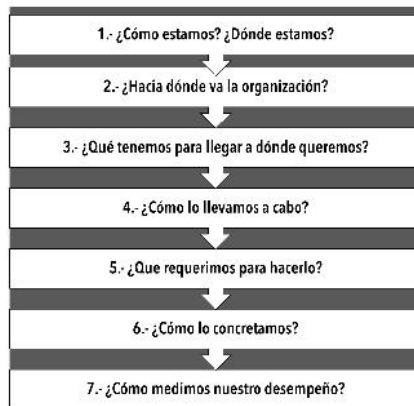 1.- ¿Cómo estamos? ¿Dónde estamos?
2.- ¿Hacia dónde va la organización?
3.- ¿Qué tenemos para llegar a dónde queremos?
4.- ¿Cómo lo llevamos a cabo?
5.- ¿Que requerimos para hacerlo?
6.- ¿Cómo lo concretamos?
7.- ¿Cómo medimos nuestro desempeño?